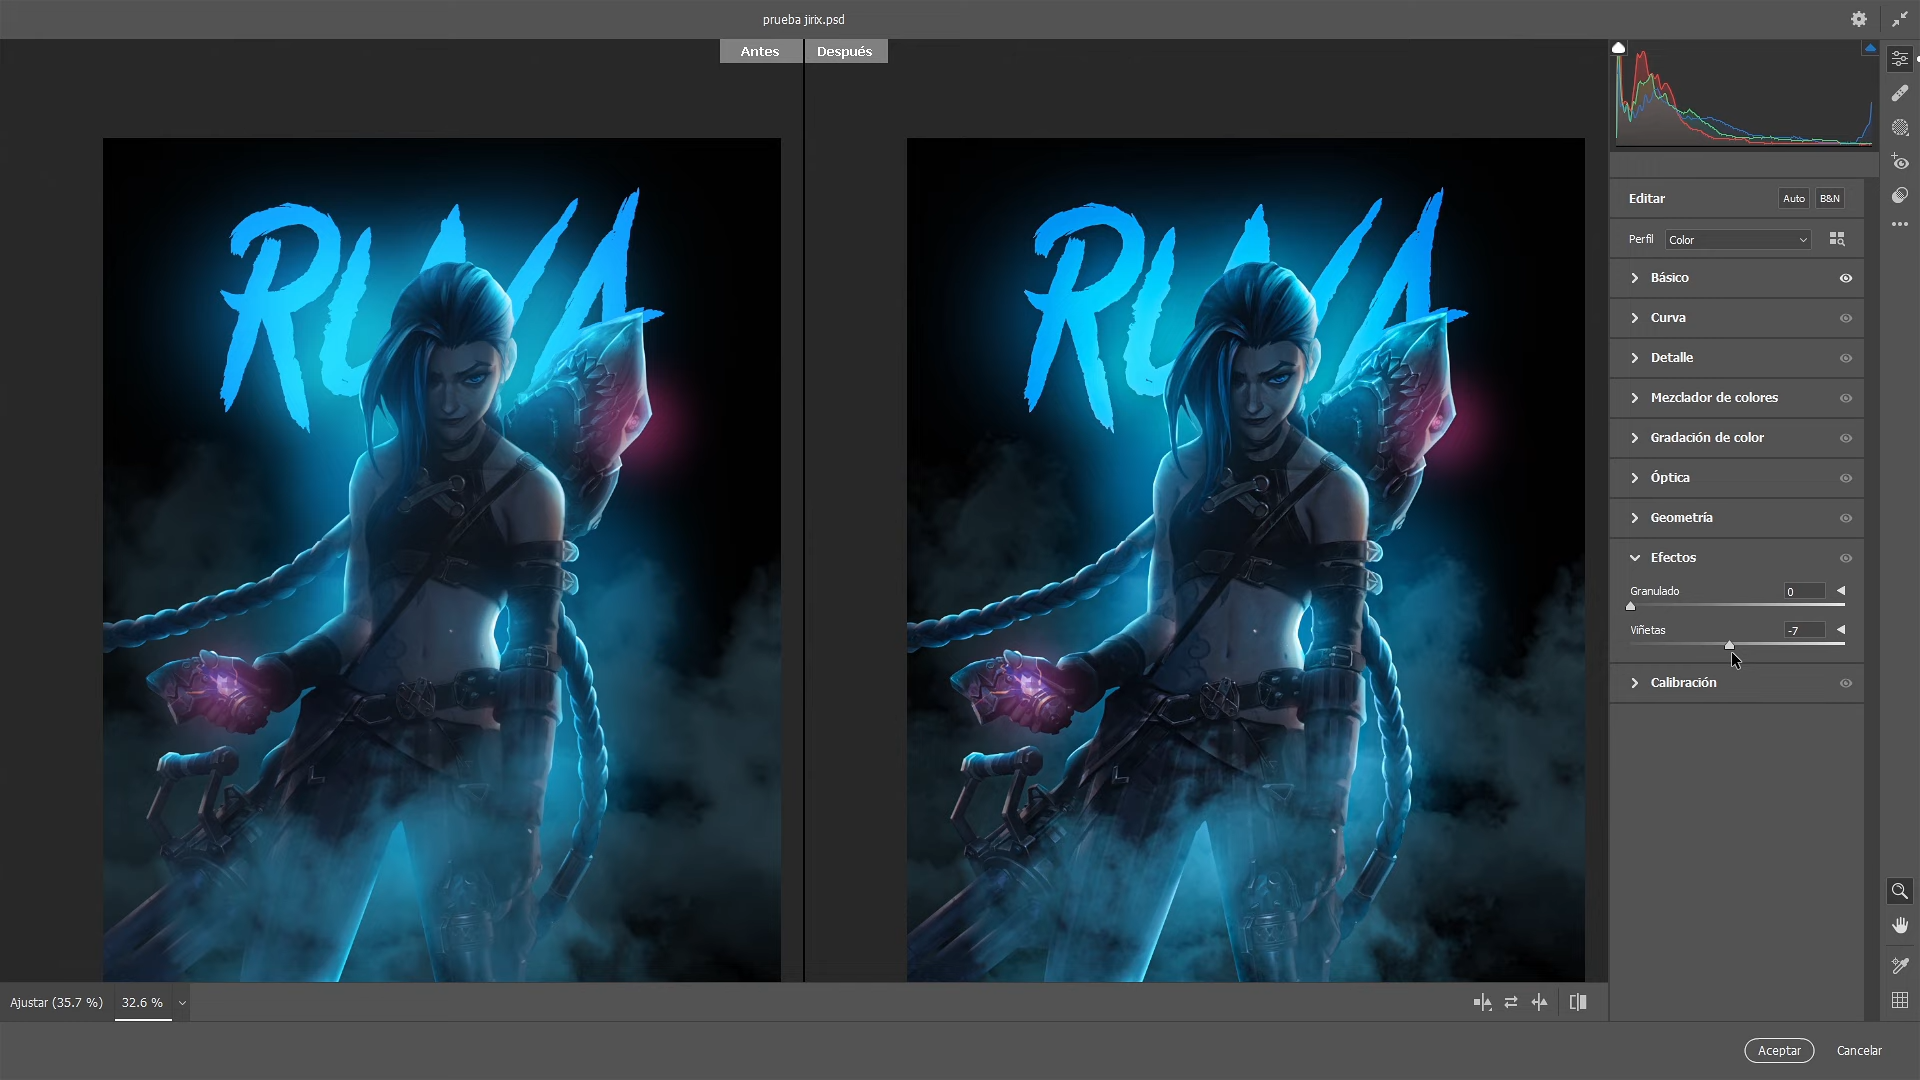 prueba jirix.psd
Antes
Después
Editar
Auto
B&N
Perfil
Color
Básico
Curva
Detalle
Mezclador de colores
Gradación de color
Óptica
Geometría
Efectos
Granulado
0
Viñetas
-7
Calibración
Ajustar (35.7 %)
32.6 %
Aceptar
Cancelar